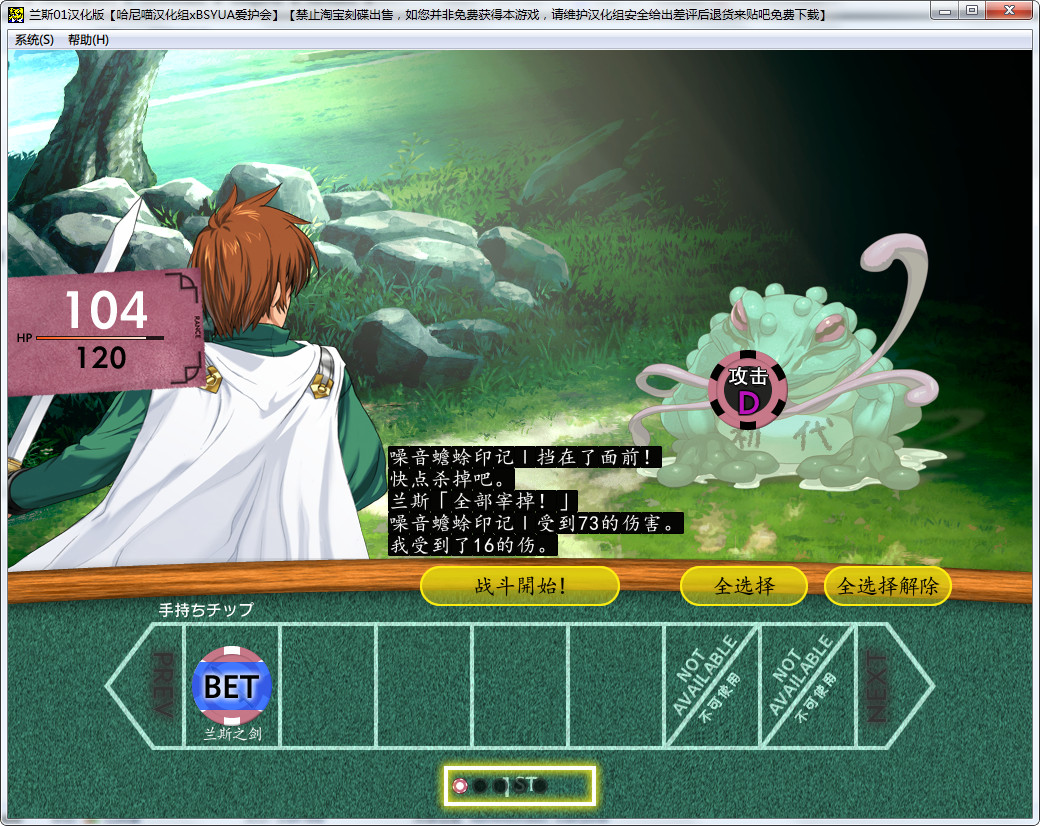 兰斯01汉化版【哈尼喵汉化组xBSYUA爱护会】【禁止淘宝刻碟出售，如您并非免费获得本游戏，请维护汉化组安全给出差评后退货来贴吧免费下载】
系统(S) 帮助(H)
104
HP
120
RANCE
攻击
D
初代
噪音蟾蜍印记Ⅰ挡在了面前！
快点杀掉吧。
兰斯「全部宰掉！」
噪音蟾蜍印记Ⅰ受到73的伤害。
我受到了16的伤。
战斗開始!
全选择
全选择解除
手持ちチップ
PREV
BET
兰斯之剑
NOT AVAILABLE
不可使用
NOT AVAILABLE
不可使用
NEXT
1ST